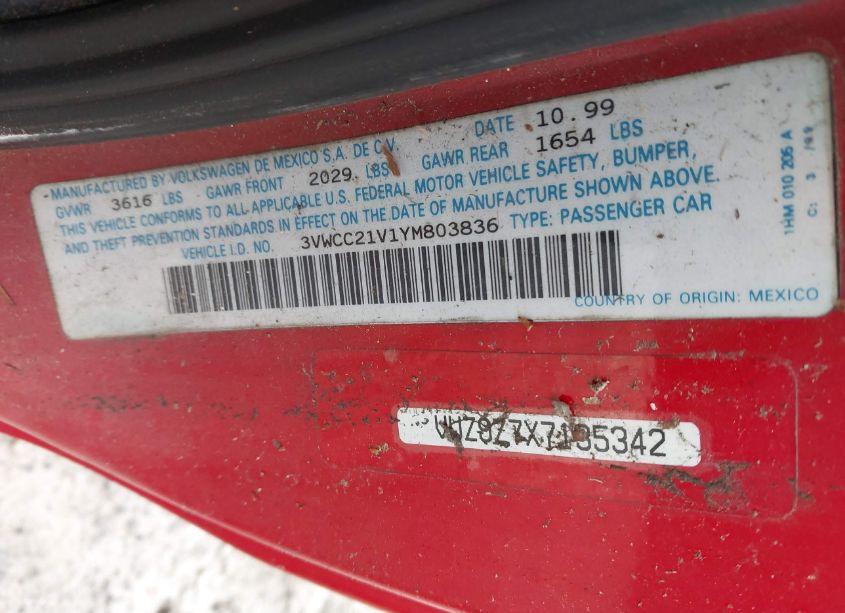 MANUFACTURED BY VOLKSWAGEN DE MEXICO S.A. DE C.V. DATE 10.99
GVWR 3616 LBS GAWR FRONT 2029 LBS GAWR REAR 1654 LBS
THIS VEHICLE CONFORMS TO ALL APPLICABLE U.S. FEDERAL MOTOR VEHICLE SAFETY, BUMPER,
AND THEFT PREVENTION STANDARDS IN EFFECT ON THE DATE OF MANUFACTURE SHOWN ABOVE.
VEHICLE I.D. NO. 3VWCC21V1YM803836 TYPE: PASSENGER CAR
COUNTRY OF ORIGIN: MEXICO
1HM 010 205 A